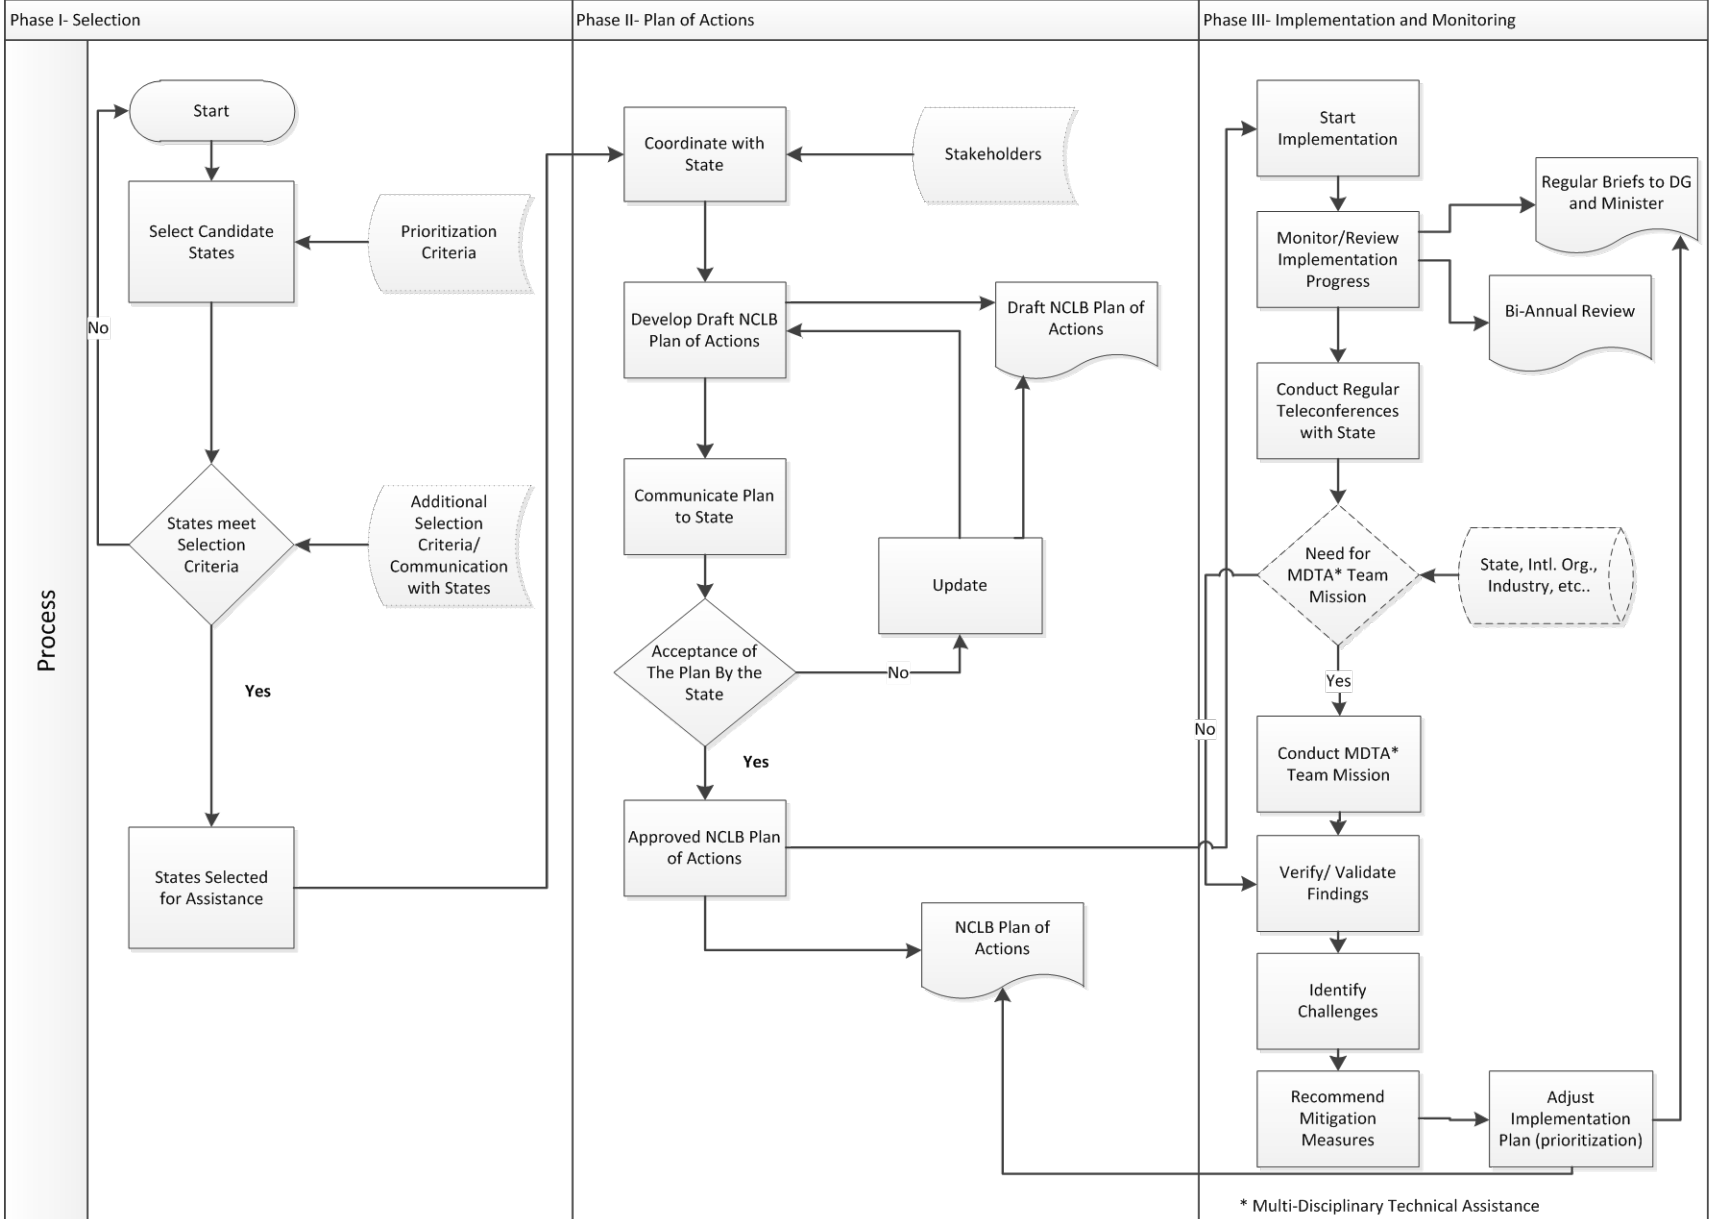 Phase I- Selection
Phase II- Plan of Actions
Phase III- Implementation and Monitoring
Process
Start
Select Candidate
States
Prioritization
Criteria
No
States meet
Selection
Criteria
Additional
Selection
Criteria/
Communication
with States
Yes
States Selected
for Assistance
Coordinate with
State
Stakeholders
Develop Draft NCLB
Plan of Actions
Draft NCLB Plan of
Actions
Communicate Plan
to State
Update
Acceptance of
The Plan By the
State
No
Yes
Approved NCLB Plan
of Actions
NCLB Plan of
Actions
Start
Implementation
Regular Briefs to DG
and Minister
Monitor/Review
Implementation
Progress
Bi-Annual Review
Conduct Regular
Teleconferences
with State
Need for
MDTA* Team
Mission
State, Intl. Org.,
Industry, etc..
Yes
No
Conduct MDTA*
Team Mission
Verify/ Validate
Findings
Identify
Challenges
Recommend
Mitigation
Measures
Adjust
Implementation
Plan (prioritization)
* Multi-Disciplinary Technical Assistance